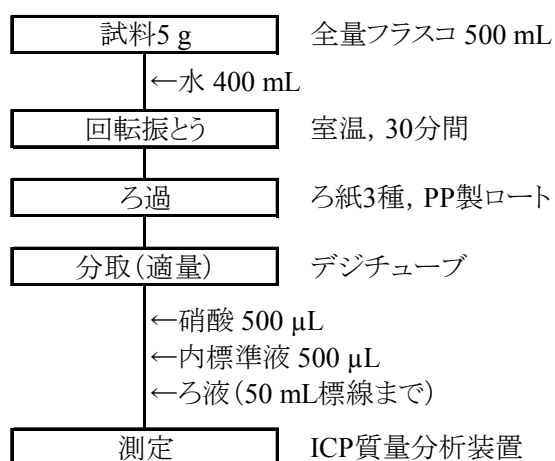 試料5 g 全量フラスコ 500 mL
←水 400 mL
回転振とう 室温, 30分間
ろ過 ろ紙3種, PP製ロート
分取(適量) デジチューブ
←硝酸 500 µL
←内標準液 500 µL
←ろ液(50 mL標線まで)
測定 ICP質量分析装置